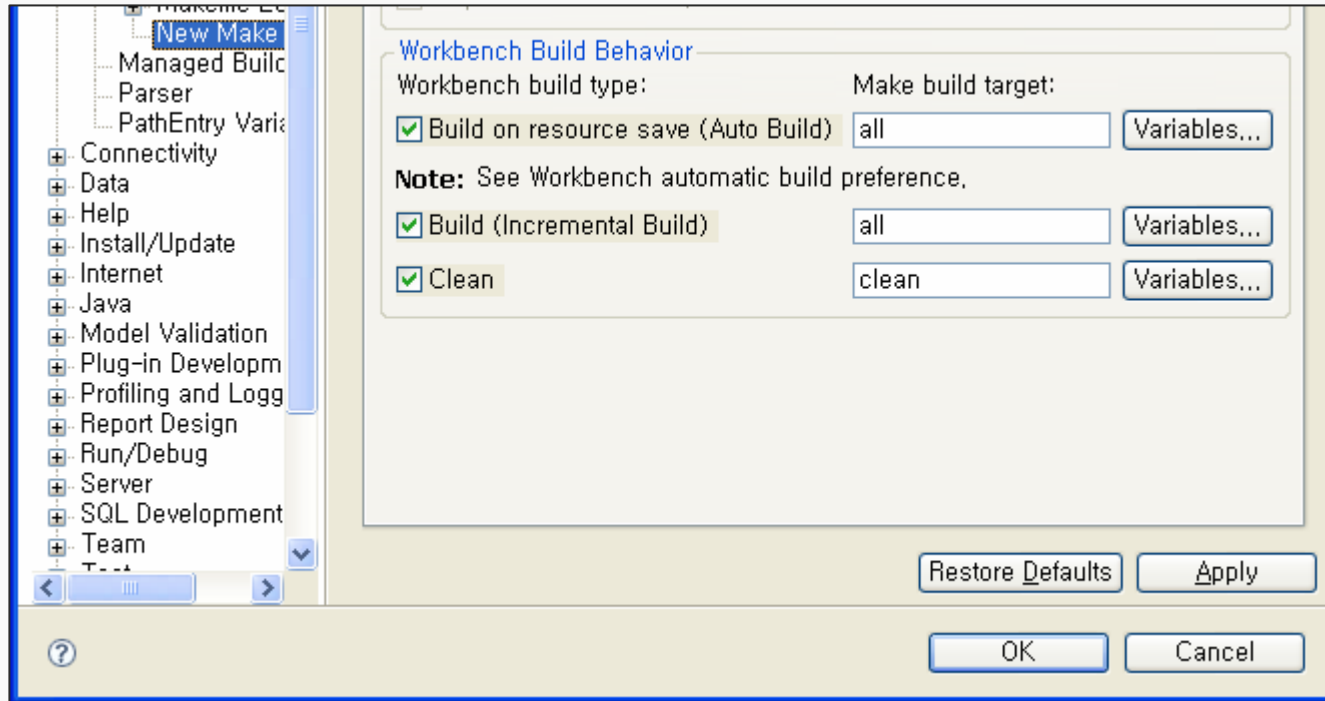 New Make
Managed Builc
Parser
PathEntry Varia
Connectivity
Data
Help
Install/Update
Internet
Java
Model Validation
Plug-in Developm
Profiling and Logg
Report Design
Run/Debug
Server
SQL Development
Team
Workbench Build Behavior
Workbench build type: Make build target:
Build on resource save (Auto Build) all Variables...
Note: See Workbench automatic build preference.
Build (Incremental Build) all Variables...
Clean clean Variables...
Restore Defaults Apply
OK Cancel